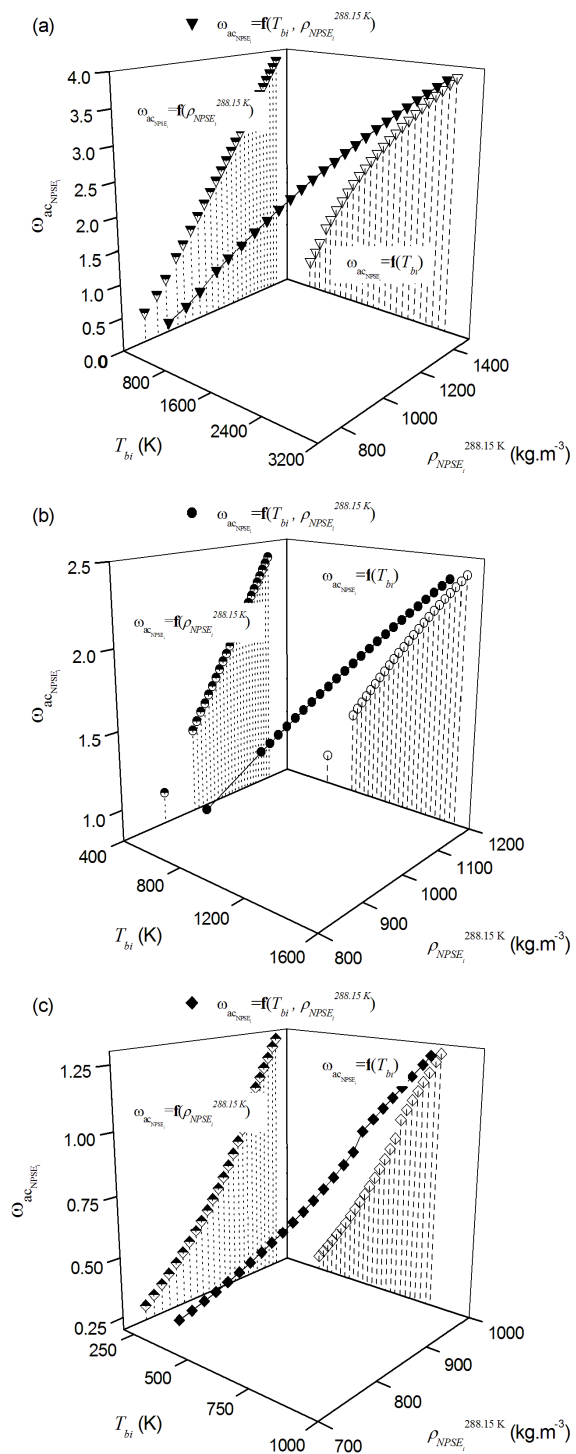 (a)
▼ ω_ac_NPSE_i =f(T_bi , ρ_NPSE_i^288.15 K)
4.0
3.5
3.0
2.5
2.0
1.5
1.0
0.5
0.0
ω_ac_NPSE_i
ω_ac_NPSE_i =f(ρ_NPSE_i^288.15 K)
ω_ac_NPSE_i =f(T_bi)
800
1600
2400
3200
T_bi (K)
800
1000
1200
1400
ρ_NPSE_i^288.15 K (kg.m-3)
(b)
● ω_ac_NPSE_i =f(T_bi , ρ_NPSE_i^288.15 K)
2.5
2.0
1.5
1.0
ω_ac_NPSE_i
ω_ac_NPSE_i =f(T_bi)
ω_ac_NPSE_i =f(ρ_NPSE_i^288.15 K)
400
800
1200
1600
T_bi (K)
800
900
1000
1100
1200
ρ_NPSE_i^288.15 K (kg.m-3)
(c)
◆ ω_ac_NPSE_i =f(T_bi , ρ_NPSE_i^288.15 K)
1.25
1.00
0.75
0.50
0.25
ω_ac_NPSE_i
ω_ac_NPSE_i =f(T_bi)
ω_ac_NPSE_i =f(ρ_NPSE_i^288.15 K)
250
500
750
1000
T_bi (K)
700
800
900
1000
ρ_NPSE_i^288.15 K (kg.m-3)